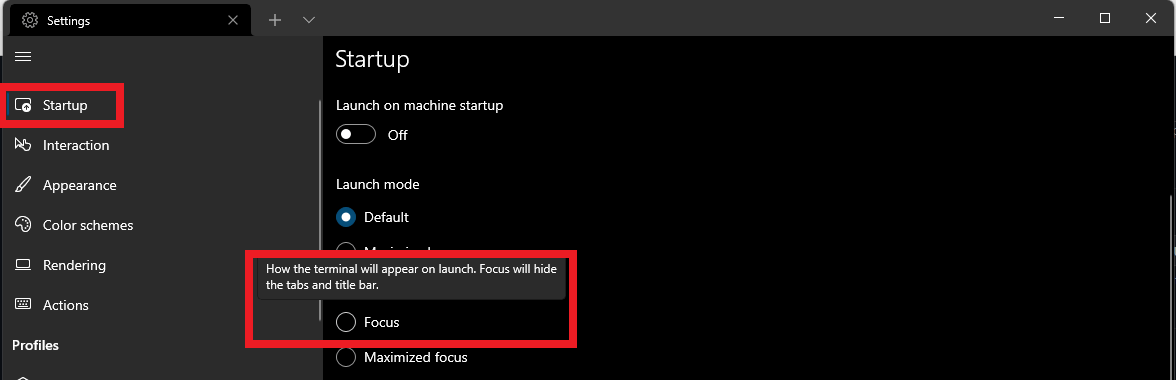 Settings
Startup
Startup
Launch on machine startup
Off
Interaction
Appearance
Color schemes
Rendering
Actions
Profiles
Launch mode
Default
How the terminal will appear on launch. Focus will hide
the tabs and title bar.
Focus
Maximized focus